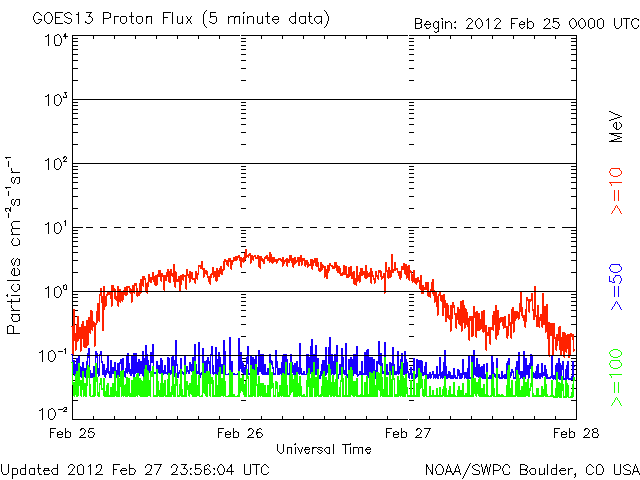 GOES13 Proton Flux (5 minute data)
Begin: 2012 Feb 25 0000 UTC
Particles cm⁻²s⁻¹sr⁻¹
10⁴
10³
10²
10¹
10⁰
10⁻¹
10⁻²
MeV
>=10
>=50
>=100
Feb 25
Feb 26
Feb 27
Feb 28
Universal Time
Updated 2012 Feb 27 23:56:04 UTC
NOAA/SWPC Boulder, CO USA